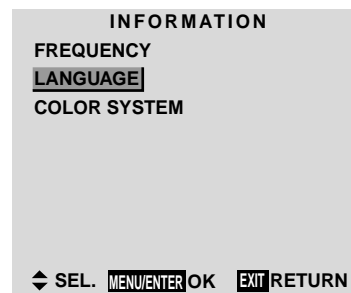 INFORMATION
FREQUENCY
LANGUAGE
COLOR SYSTEM
SEL. MENU/ENTER OK EXIT RETURN